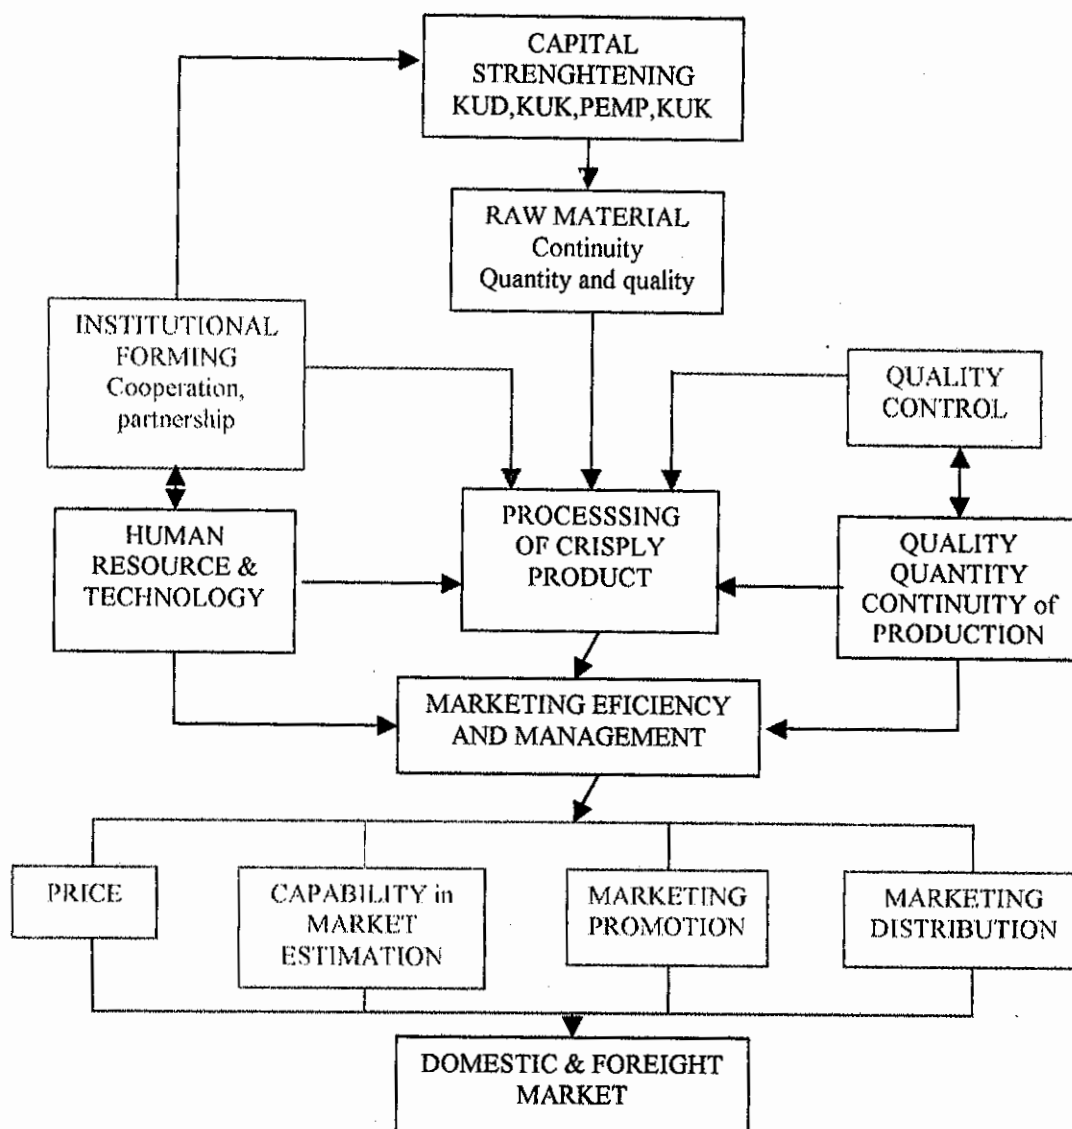 CAPITAL
STRENGHTENING
KUD,KUK,PEMP,KUK
RAW MATERIAL
Continuity
Quantity and quality
INSTITUTIONAL
FORMING
Cooperation,
partnership
QUALITY
CONTROL
HUMAN
RESOURCE &
TECHNOLOGY
PROCESSSING
OF CRISPLY
PRODUCT
QUALITY
QUANTITY
CONTINUITY of
PRODUCTION
MARKETING EFICIENCY
AND MANAGEMENT
PRICE
CAPABILITY in
MARKET
ESTIMATION
MARKETING
PROMOTION
MARKETING
DISTRIBUTION
DOMESTIC & FOREIGHT
MARKET